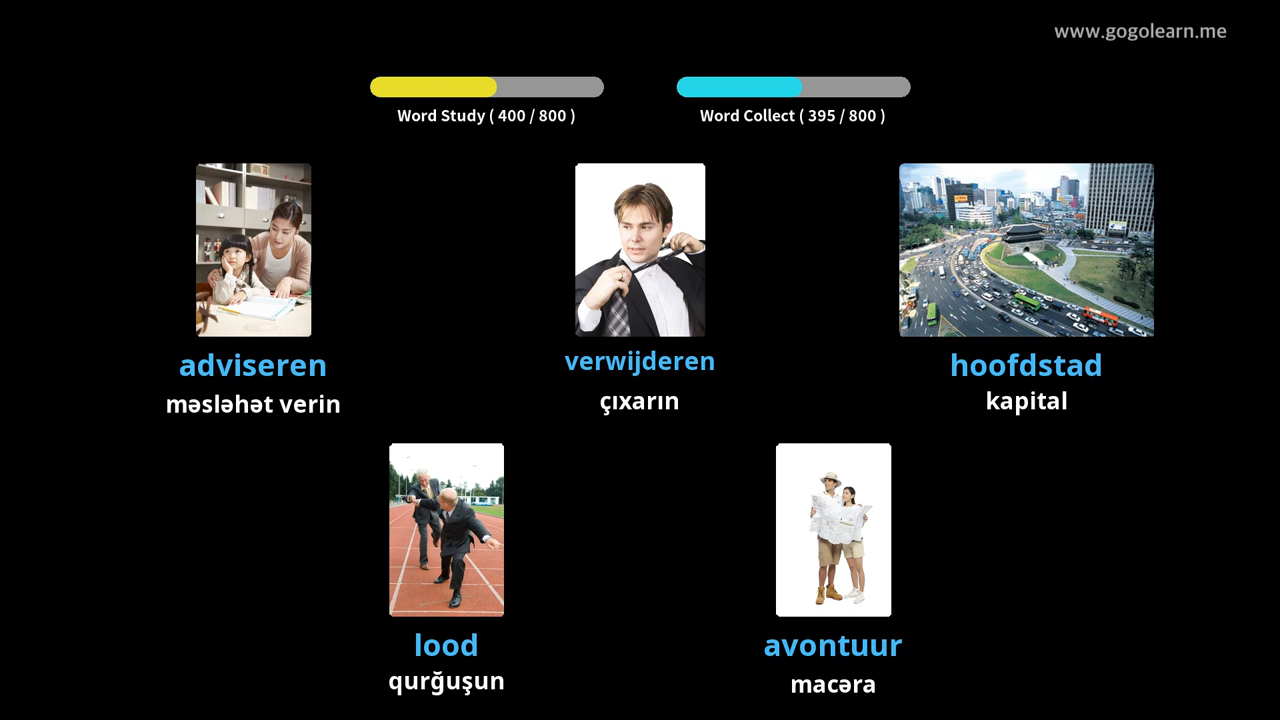 www.gogolearn.me
Word Study ( 400 / 800 )
Word Collect ( 395 / 800 )
adviseren
məsləhət verin
verwijderen
çıxarın
hoofdstad
kapital
lood
qurğuşun
avontuur
macəra